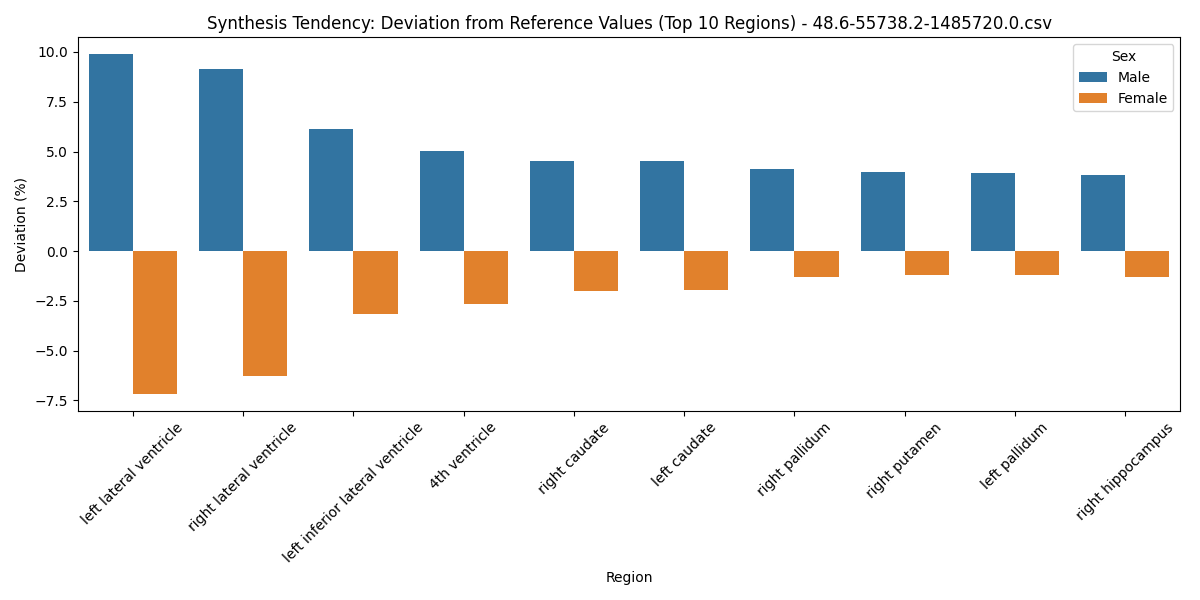 Synthesis Tendency: Deviation from Reference Values (Top 10 Regions) - 48.6-55738.2-1485720.0.csv
Sex
Male
Female
Deviation (%)
10.0
7.5
5.0
2.5
0.0
−2.5
−5.0
−7.5
left lateral ventricle
right lateral ventricle
left inferior lateral ventricle
4th ventricle
right caudate
left caudate
right pallidum
right putamen
left pallidum
right hippocampus
Region